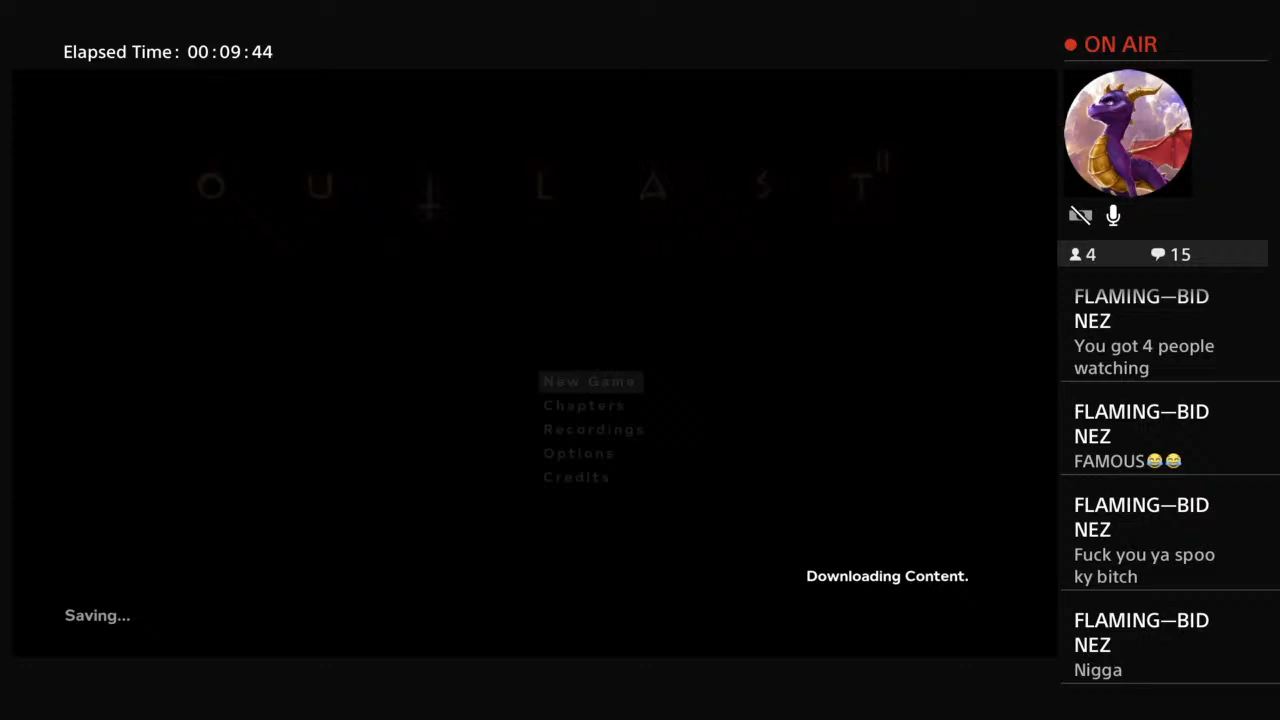 Elapsed Time: 00:09:44
ON AIR
OUTLAST II
4 15
FLAMING—BID
NEZ
You got 4 people
watching
FLAMING—BID
NEZ
FAMOUS😂😂
FLAMING—BID
NEZ
Fuck you ya spoo
ky bitch
FLAMING—BID
NEZ
Nigga
New Game
Chapters
Recordings
Options
Credits
Downloading Content.
Saving...